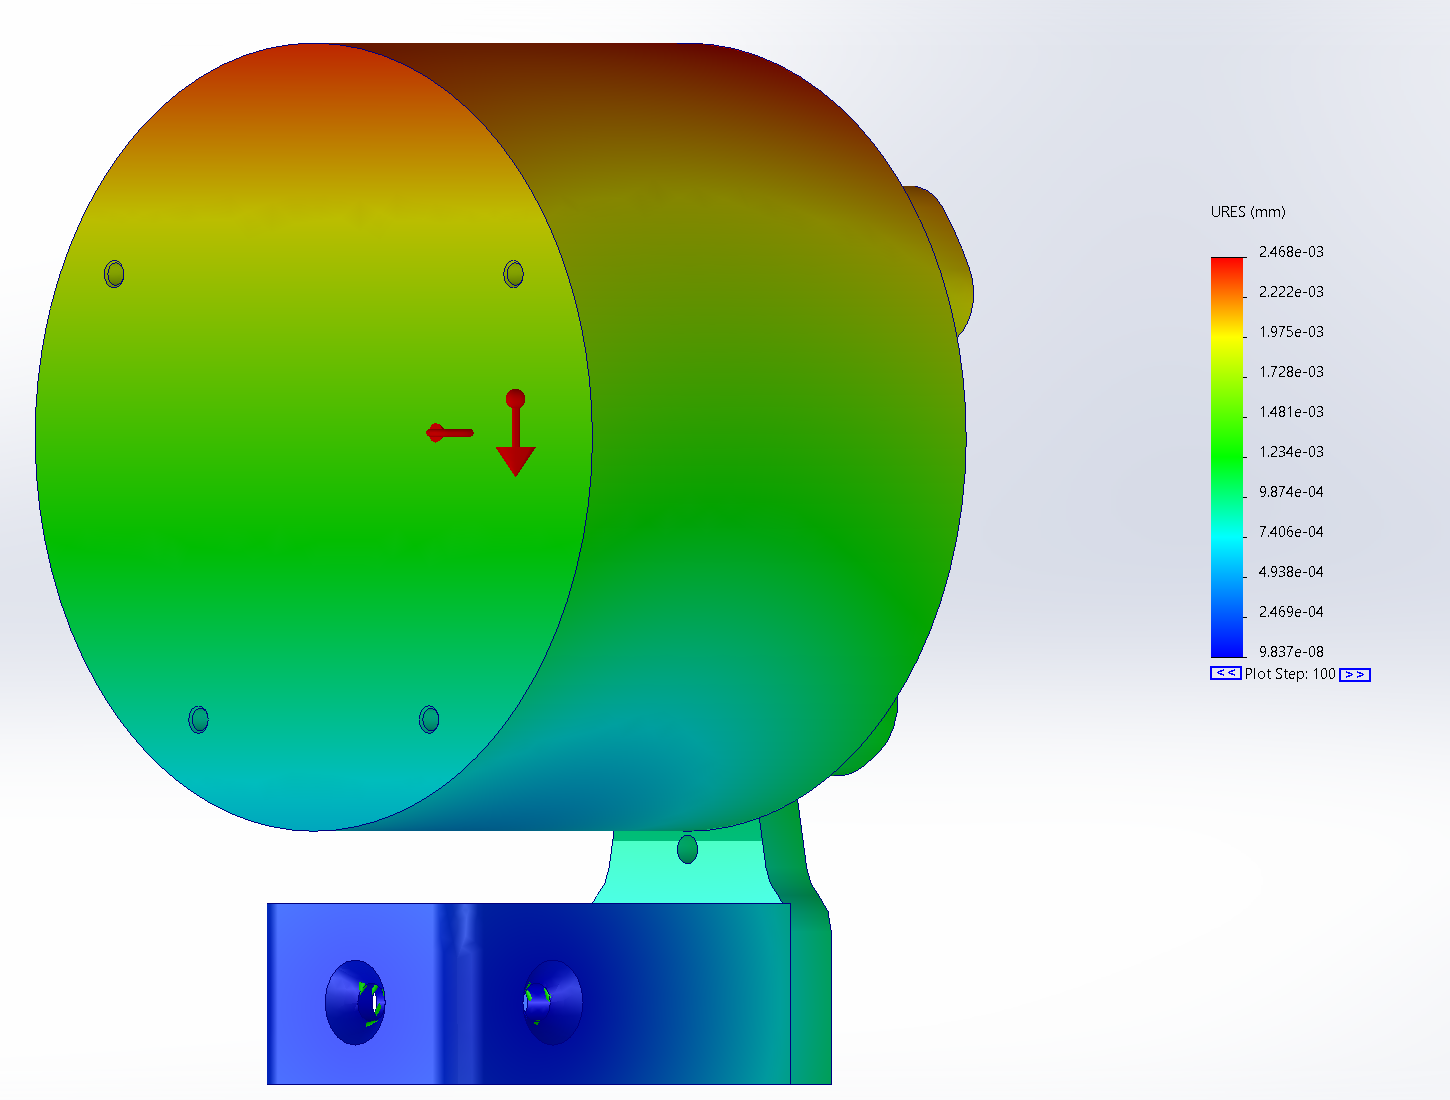 URES (mm)
2.468e-03
2.222e-03
1.975e-03
1.728e-03
1.481e-03
1.234e-03
9.874e-04
7.406e-04
4.938e-04
2.469e-04
9.837e-08
<< Plot Step: 100 >>